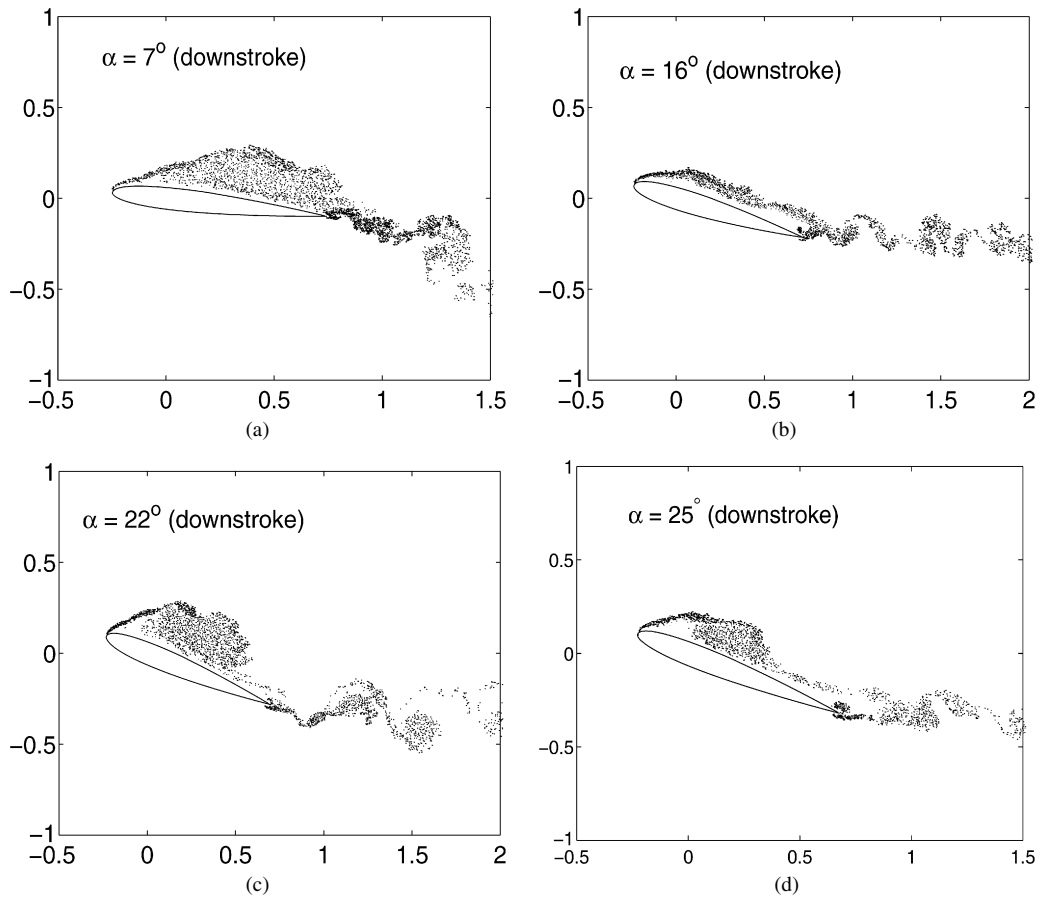 α = 7° (downstroke)
1
0.5
0
−0.5
−1
−0.5 0 0.5 1 1.5
(a)
α = 16° (downstroke)
1
0.5
0
−0.5
−1
−0.5 0 0.5 1 1.5 2
(b)
α = 22° (downstroke)
1
0.5
0
−0.5
−1
−0.5 0 0.5 1 1.5 2
(c)
α = 25° (downstroke)
1
0.5
0
−0.5
−1
−0.5 0 0.5 1 1.5
(d)